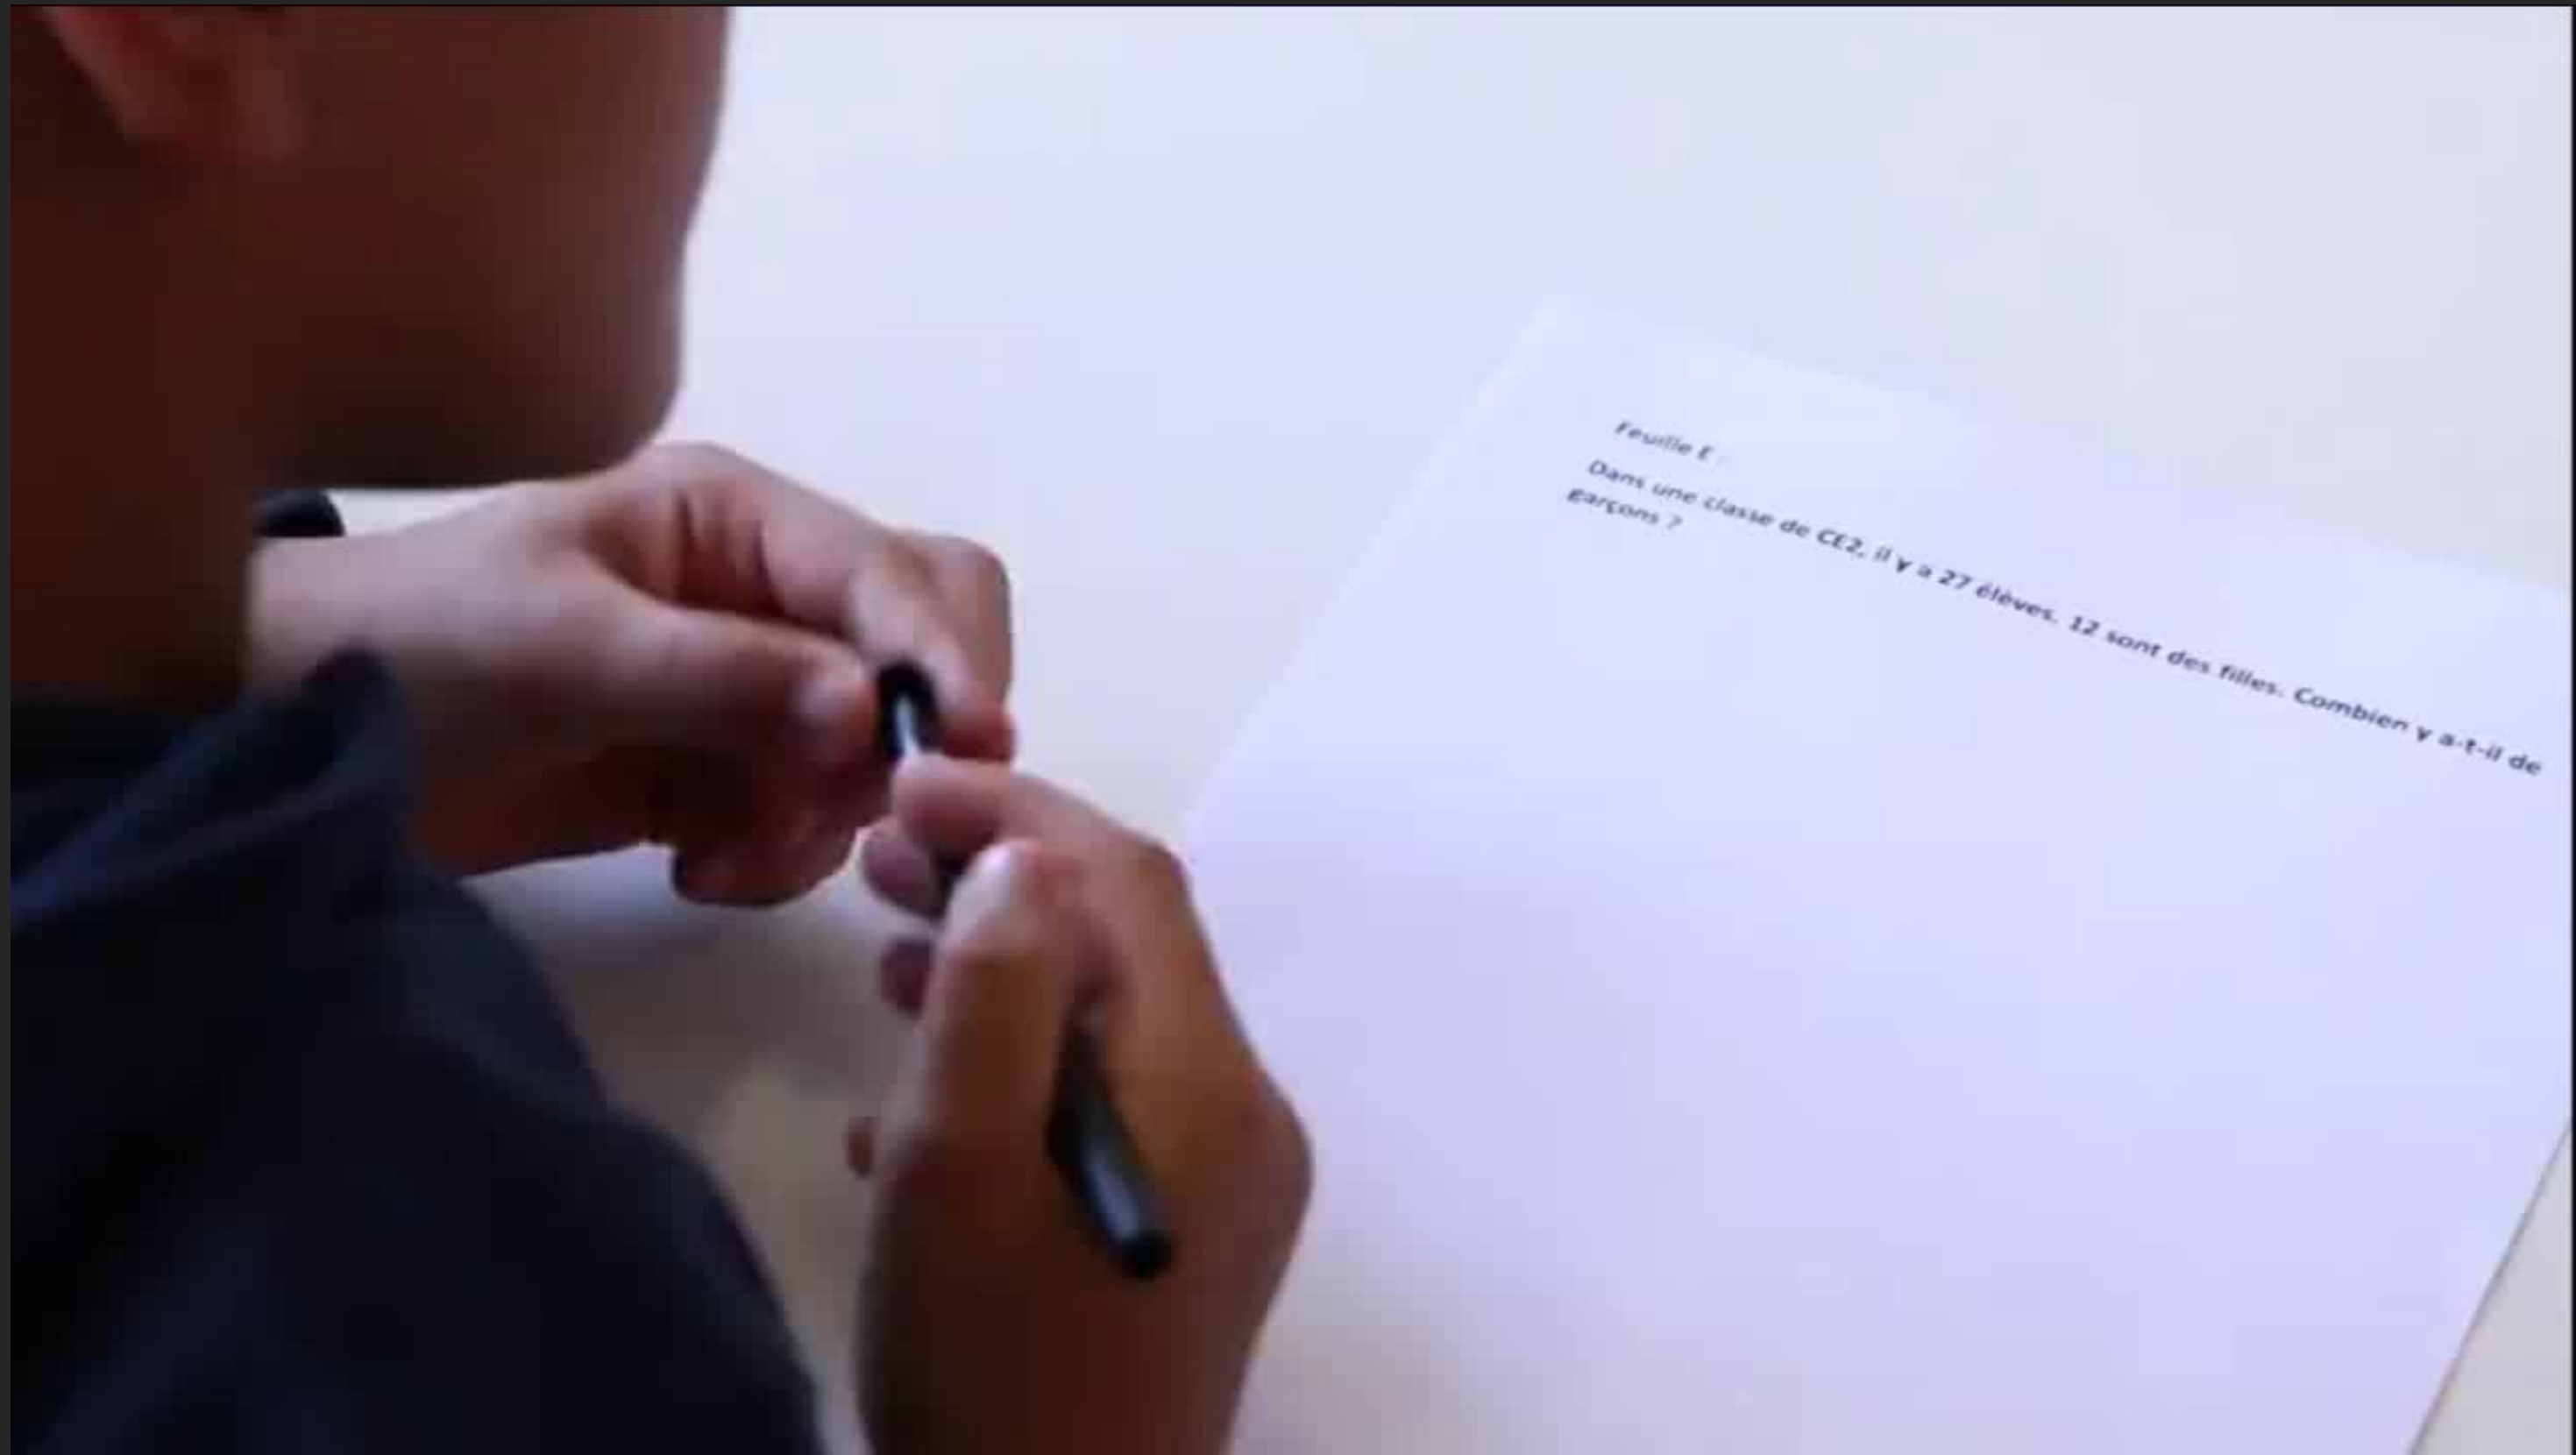 Feuille E :
Dans une classe de CE2, il y a 27 élèves. 12 sont des filles. Combien y a-t-il de
garçons ?